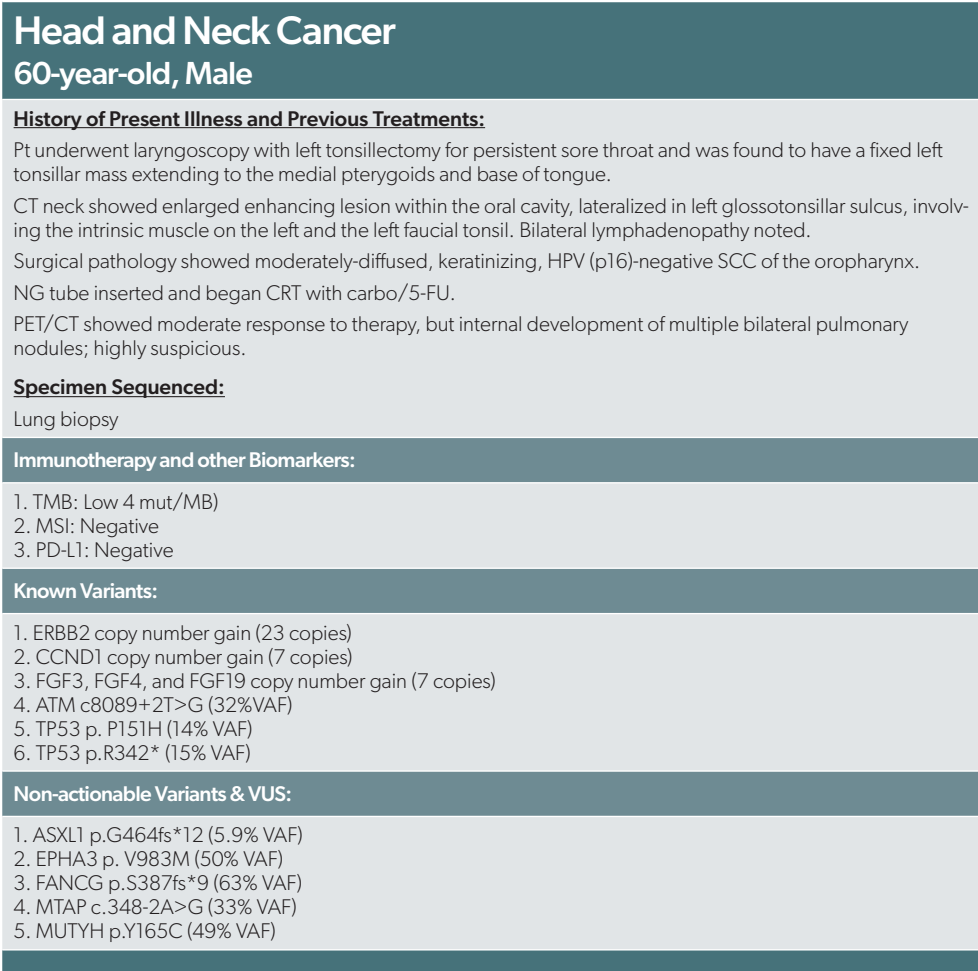 Head and Neck Cancer
60-year-old, Male
History of Present Illness and Previous Treatments:
Pt underwent laryngoscopy with left tonsillectomy for persistent sore throat and was found to have a fixed left
tonsillar mass extending to the medial pterygoids and base of tongue.
CT neck showed enlarged enhancing lesion within the oral cavity, lateralized in left glossotonsillar sulcus, involv-
ing the intrinsic muscle on the left and the left faucial tonsil. Bilateral lymphadenopathy noted.
Surgical pathology showed moderately-diffused, keratinizing, HPV (p16)-negative SCC of the oropharynx.
NG tube inserted and began CRT with carbo/5-FU.
PET/CT showed moderate response to therapy, but internal development of multiple bilateral pulmonary
nodules; highly suspicious.
Specimen Sequenced:
Lung biopsy
Immunotherapy and other Biomarkers:
1. TMB: Low 4 mut/MB)
2. MSI: Negative
3. PD-L1: Negative
Known Variants:
1. ERBB2 copy number gain (23 copies)
2. CCND1 copy number gain (7 copies)
3. FGF3, FGF4, and FGF19 copy number gain (7 copies)
4. ATM c8089+2T>G (32%VAF)
5. TP53 p. P151H (14% VAF)
6. TP53 p.R342* (15% VAF)
Non-actionable Variants & VUS:
1. ASXL1 p.G464fs*12 (5.9% VAF)
2. EPHA3 p. V983M (50% VAF)
3. FANCG p.S387fs*9 (63% VAF)
4. MTAP c.348-2A>G (33% VAF)
5. MUTYH p.Y165C (49% VAF)